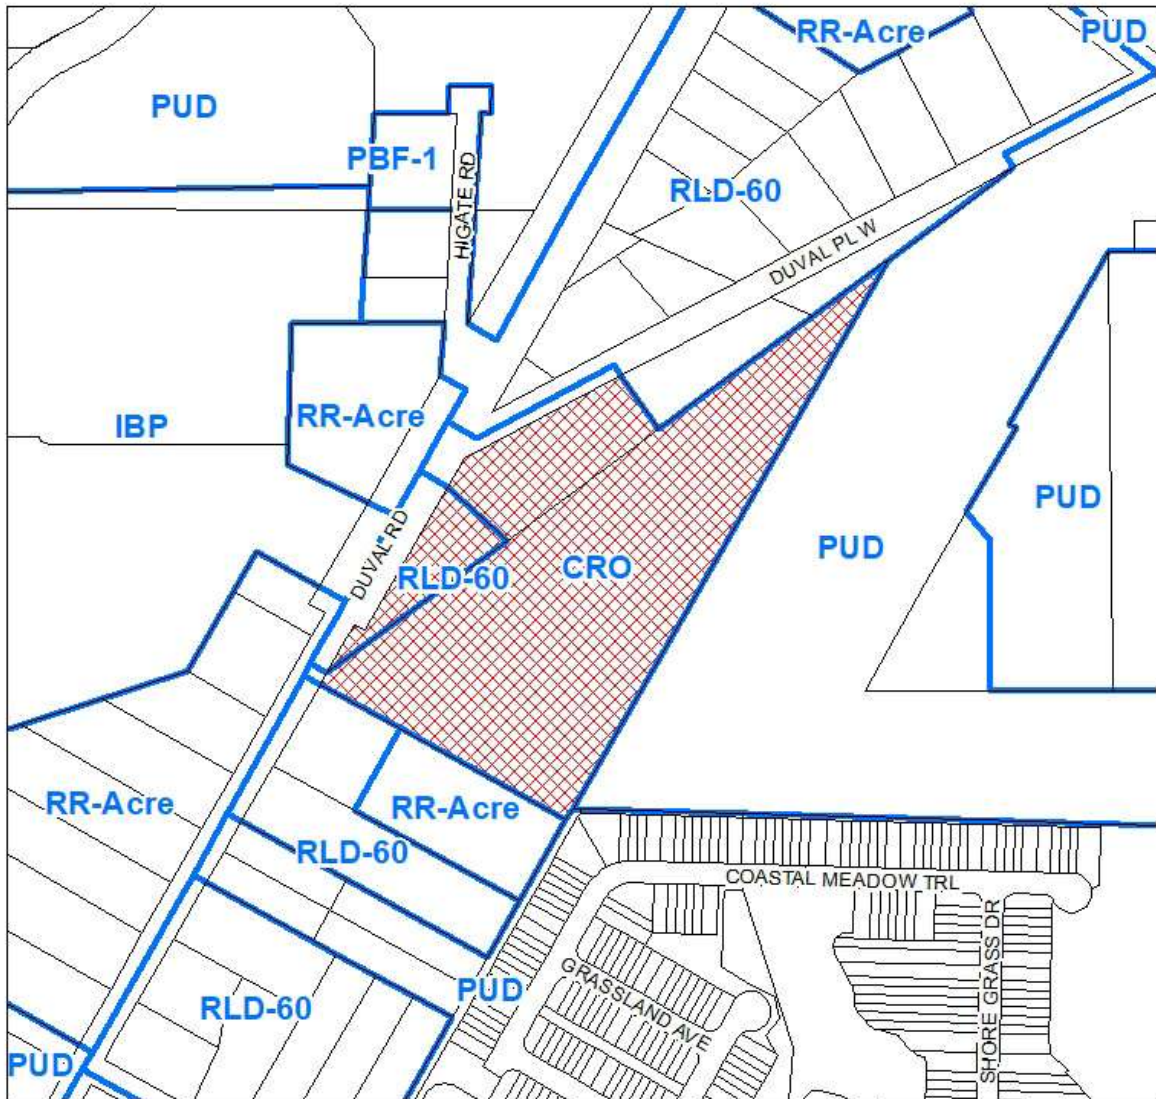 RR-Acre
PUD
PUD
PBF-1
HIGATE RD
RLD-60
DUVAL PL W
RR-Acre
IBP
PUD
PUD
DUVAL RD
RLD-60
CRO
RR-Acre
RR-Acre
RLD-60
COASTAL MEADOW TRL
SHORE GRASS DR
GRASSLAND AVE
PUD
RLD-60
PUD